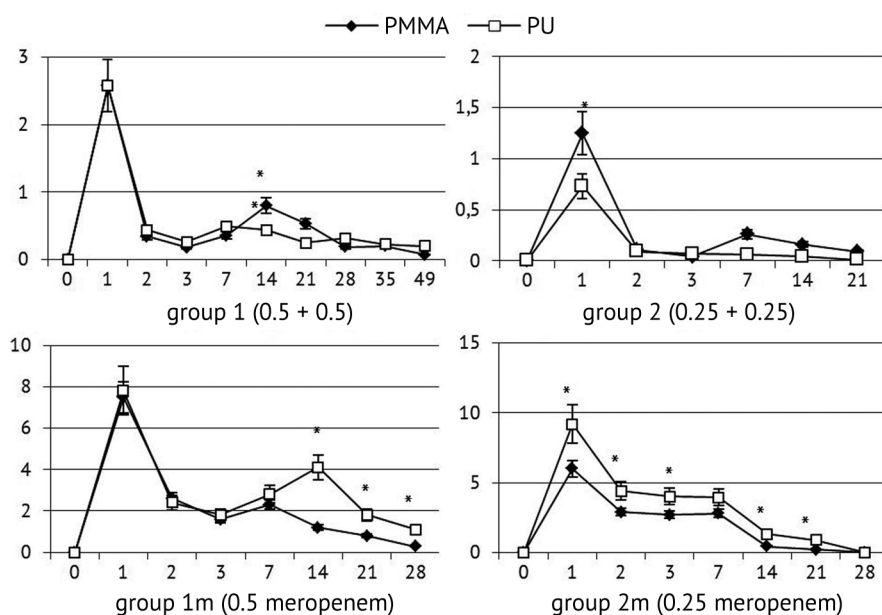 PMMA PU
3
2
1
0
0 1 2 3 7 14 21 28 35 49
* *
group 1 (0.5 + 0.5)
2
1,5
1
0,5
0
0 1 2 3 7 14 21
*
group 2 (0.25 + 0.25)
10
8
6
4
2
0
0 1 2 3 7 14 21 28
* * *
group 1m (0.5 meropenem)
15
10
5
0
0 1 2 3 7 14 21 28
* * * * *
group 2m (0.25 meropenem)